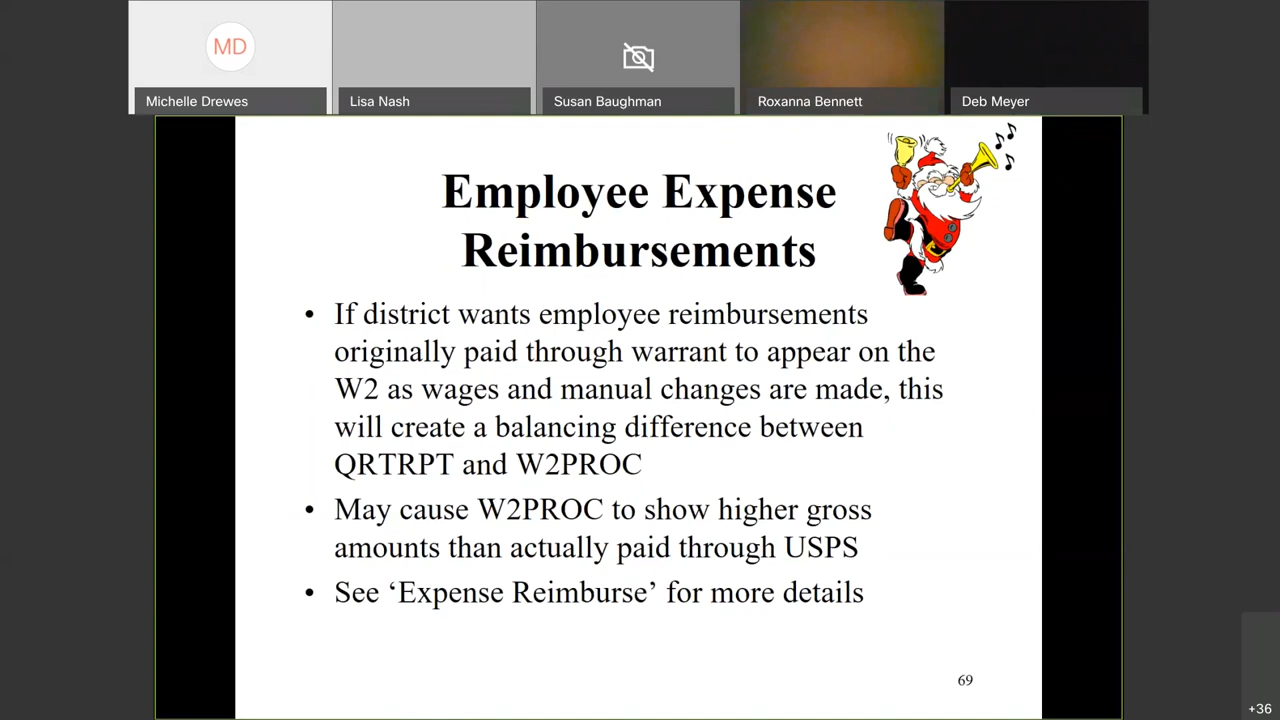 MD
Michelle Drewes
Lisa Nash
Susan Baughman
Roxanna Bennett
Deb Meyer
Employee Expense
Reimbursements
• If district wants employee reimbursements
originally paid through warrant to appear on the
W2 as wages and manual changes are made, this
will create a balancing difference between
QRTRPT and W2PROC
• May cause W2PROC to show higher gross
amounts than actually paid through USPS
• See ‘Expense Reimburse’ for more details
69
+36